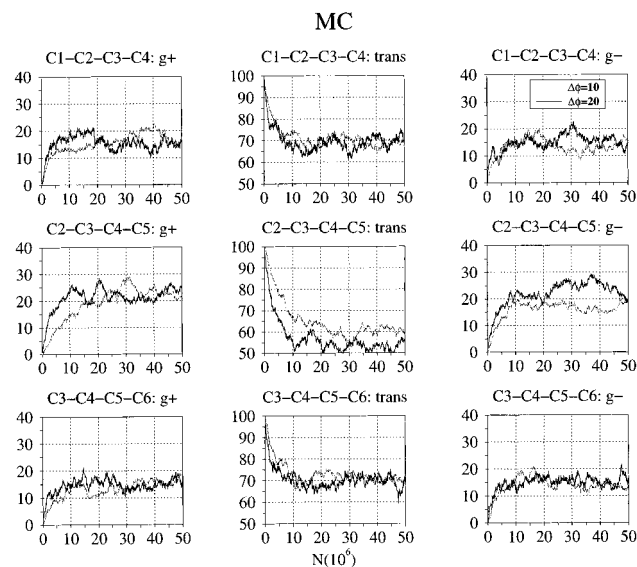 MC
C1−C2−C3−C4: g+
C1−C2−C3−C4: trans
C1−C2−C3−C4: g−
40
30
20
10
0
0 10 20 30 40 50
100
90
80
70
60
50
0 10 20 30 40 50
40
30
20
10
0
0 10 20 30 40 50
Δϕ=10
Δϕ=20
C2−C3−C4−C5: g+
C2−C3−C4−C5: trans
C2−C3−C4−C5: g−
40
30
20
10
0
0 10 20 30 40 50
100
90
80
70
60
50
0 10 20 30 40 50
40
30
20
10
0
0 10 20 30 40 50
C3−C4−C5−C6: g+
C3−C4−C5−C6: trans
C3−C4−C5−C6: g−
40
30
20
10
0
0 10 20 30 40 50
100
90
80
70
60
50
0 10 20 30 40 50
40
30
20
10
0
0 10 20 30 40 50
N(10⁶)